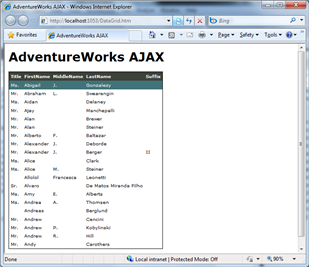 AdventureWorks AJAX - Windows Internet Explorer
http://localhost:1053/DataGrid.htm
Bing
Favorites AdventureWorks AJAX Page Safety Tools
AdventureWorks AJAX
Title FirstName MiddleName LastName Suffix
Ms. Abigail J. Gonzalezy
Mr. Abraham L. Swearengin
Ms. Aidan Delaney
Mr. Ajay Manchepalli
Mr. Alan Brewer
Mr. Alan Steiner
Mr. Alberto F. Baltazar
Mr. Alexander J. Deborde
Mr. Alexander J. Berger II
Ms. Alice Clark
Ms. Alice M. Steiner
Francesca Leonetti
Sr. Alvaro De Matos Miranda Filho
Ms. Amy E. Alberts
Ms. Andrea A. Thomsen
Andreas Berglund
Mr. Andrew Cencini
Mr. Andrew P. Kobylinski
Mr. Andrew R. Hill
Mr. Andy Carothers
Done Local intranet | Protected Mode: Off 90%